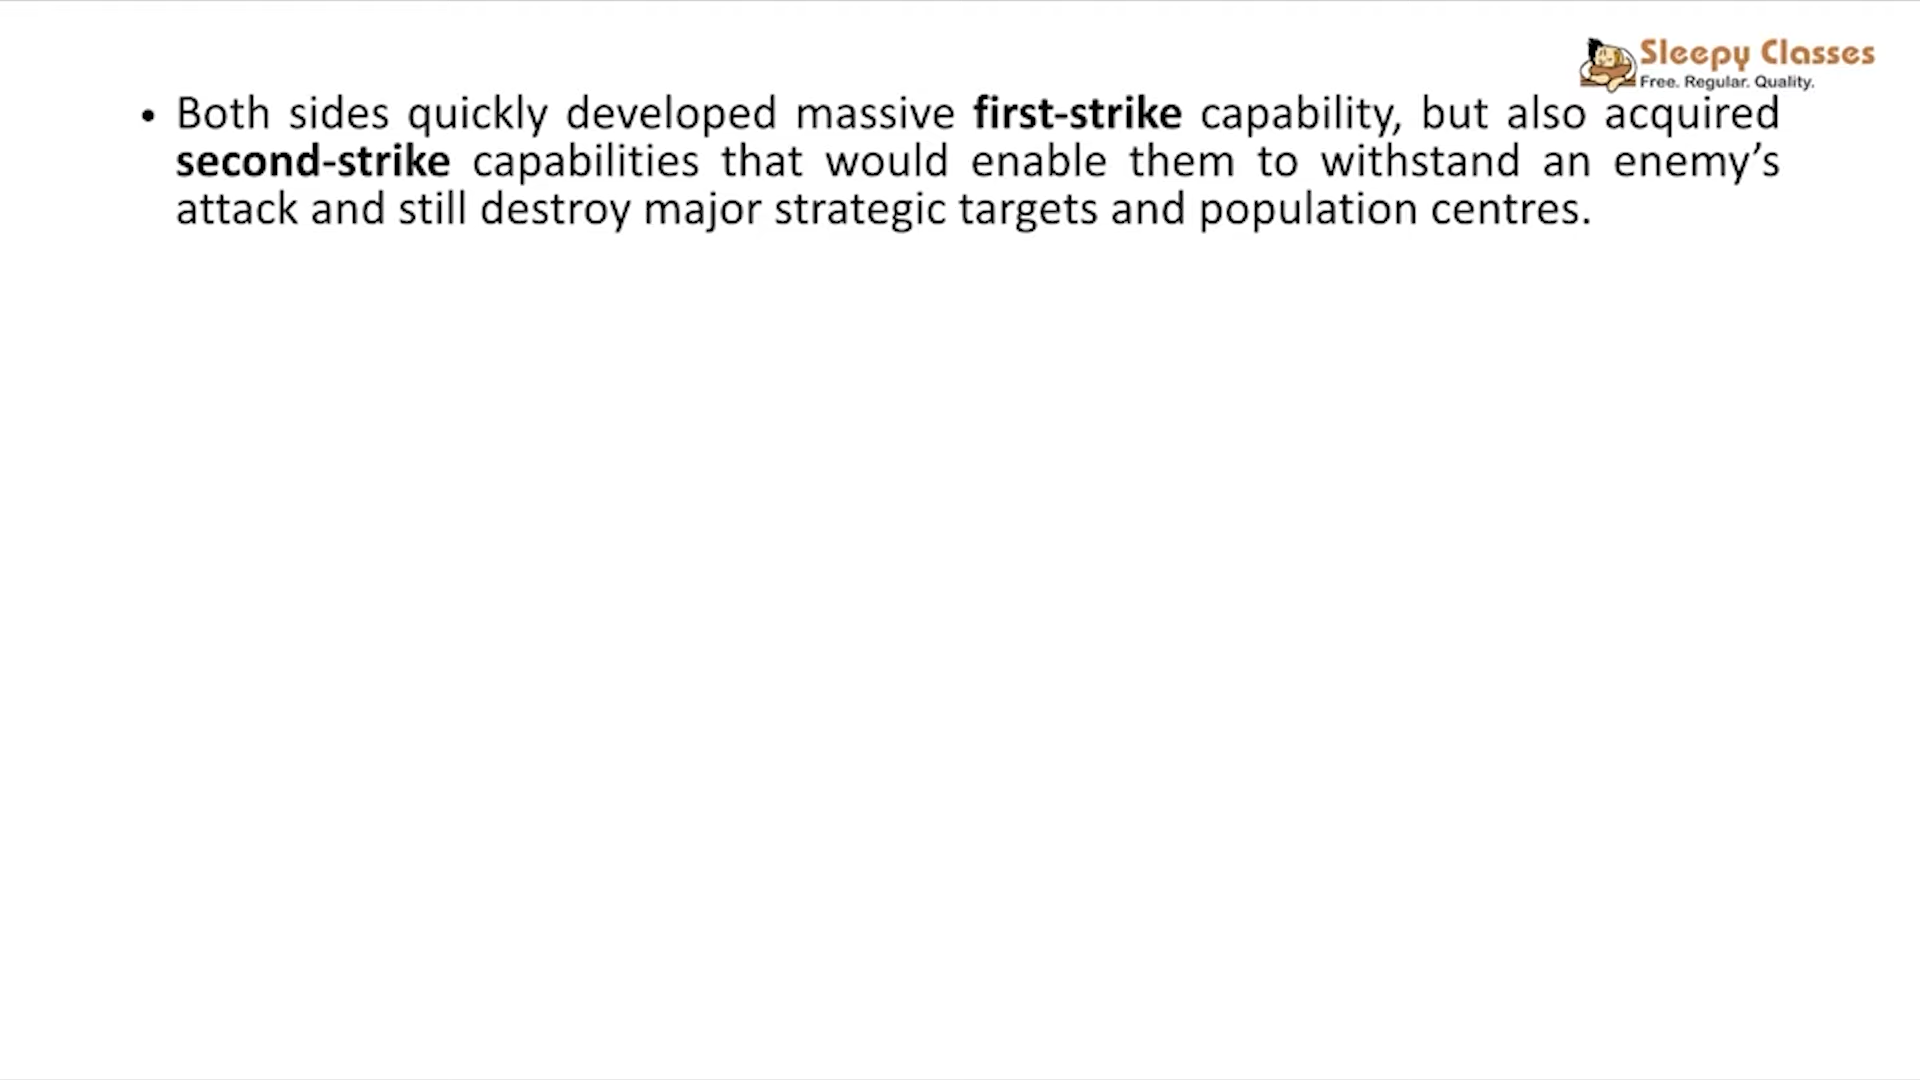 Sleepy Classes
Free. Regular. Quality.
• Both sides quickly developed massive first-strike capability, but also acquired
second-strike capabilities that would enable them to withstand an enemy’s
attack and still destroy major strategic targets and population centres.